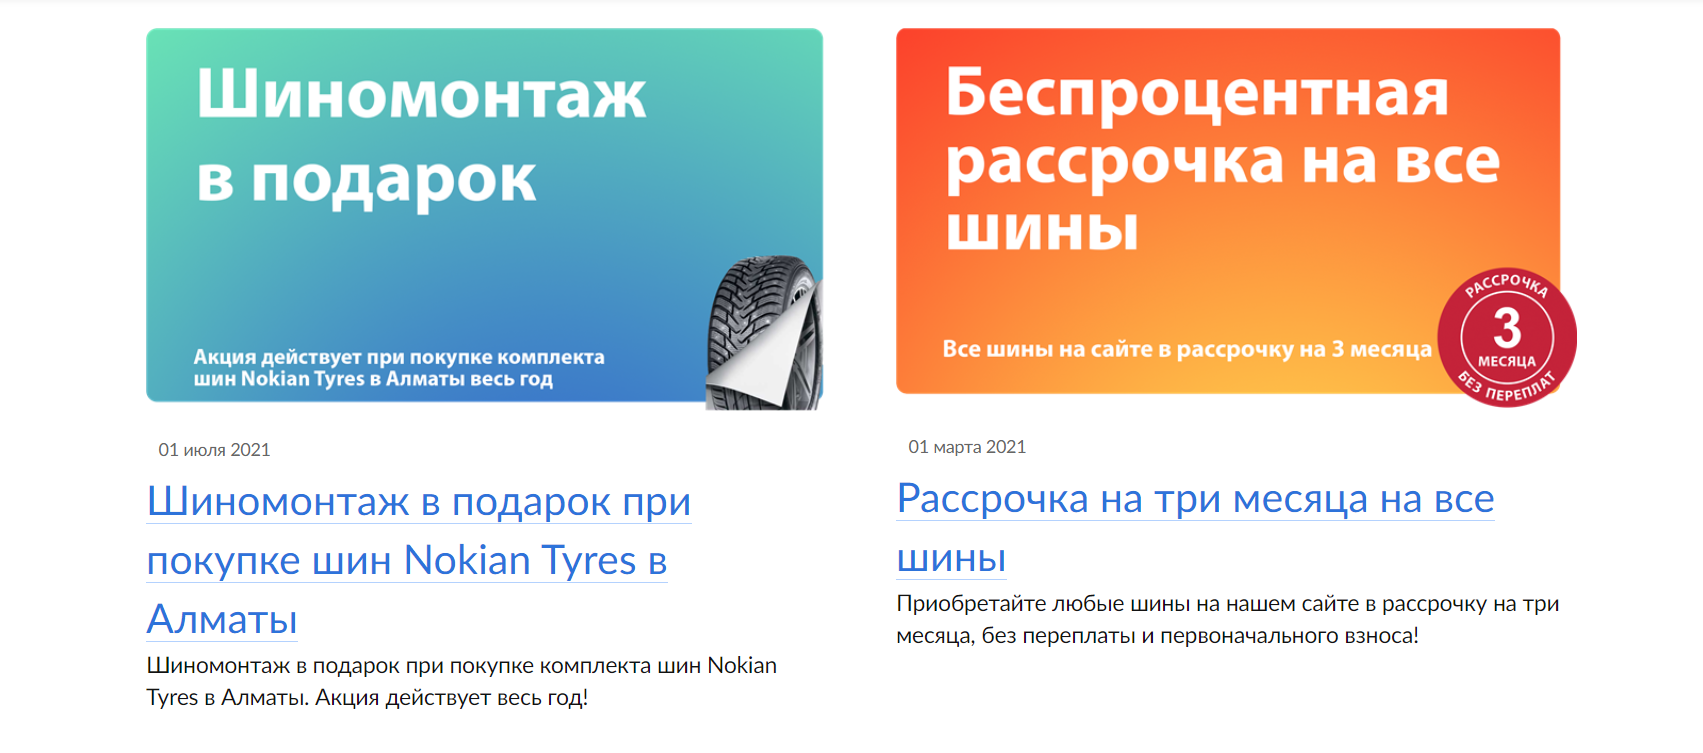 Шиномонтаж
в подарок
Акция действует при покупке комплекта
шин Nokian Tyres в Алматы весь год
01 июля 2021
Шиномонтаж в подарок при
покупке шин Nokian Tyres в
Алматы
Шиномонтаж в подарок при покупке комплекта шин Nokian
Tyres в Алматы. Акция действует весь год!
Беспроцентная
рассрочка на все
шины
Все шины на сайте в рассрочку на 3 месяца
РАССРОЧКА
3
МЕСЯЦА
БЕЗ ПЕРЕПЛАТ
01 марта 2021
Рассрочка на три месяца на все
шины
Приобретайте любые шины на нашем сайте в рассрочку на три
месяца, без переплаты и первоначального взноса!